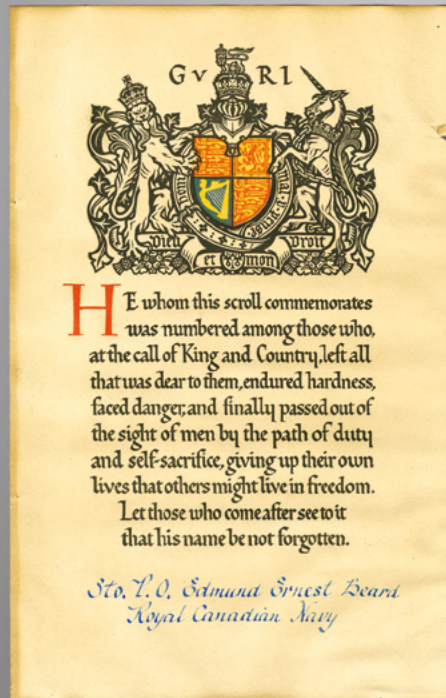 G V RI
Dieu et mon Droit
HE whom this scroll commemorates
was numbered among those who,
at the call of King and Country, left all
that was dear to them, endured hardness,
faced danger, and finally passed out of
the sight of men by the path of duty
and self-sacrifice, giving up their own
lives that others might live in freedom.
Let those who come after see to it
that his name be not forgotten.
Sto. P. O. Edmund Ernest Beard
Royal Canadian Navy